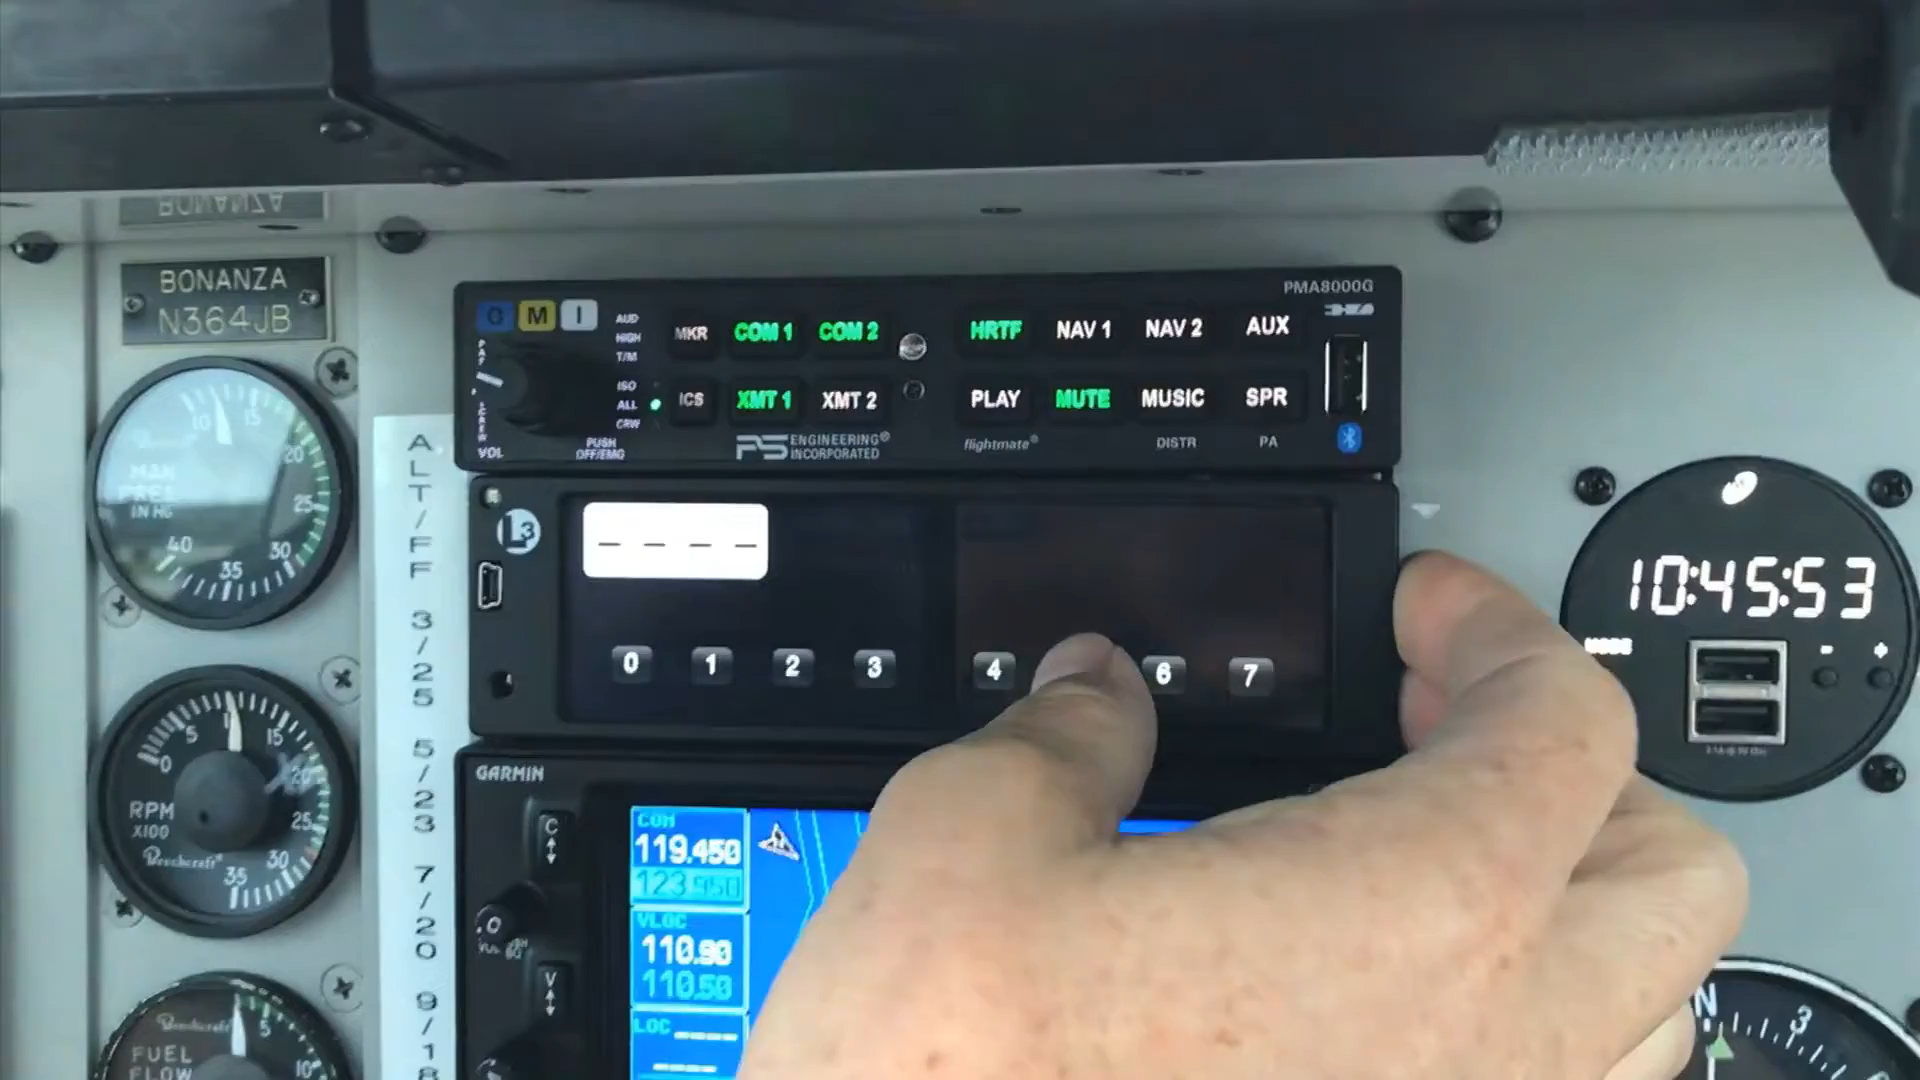 BONANZA
BONANZA
N364JB
10 15 20 25 30 35 40
MAN
PRES
IN HG
0 5 15 20 25 30 35
RPM
X100
Beechcraft
Beechcraft
5
10
FUEL
FLOW
ALT/FF
3/25
5/23
7/20
9/18
PMA8000G
M I
AUD
HIGH
T/M
ISO
ALL
CRW
VOL
PUSH
OFF/EMG
MKR COM 1 COM 2 HRTF NAV 1 NAV 2 AUX
ICS XMT 1 XMT 2 PLAY MUTE MUSIC SPR
PS ENGINEERING®
INCORPORATED
flightmate® DISTR PA
L3
- - - -
0 1 2 3 4 6 7
GARMIN
C
V
COM
119.450
123.950
VLOC
110.90
110.50
LOC
10:45:53
MODE - +
N 3